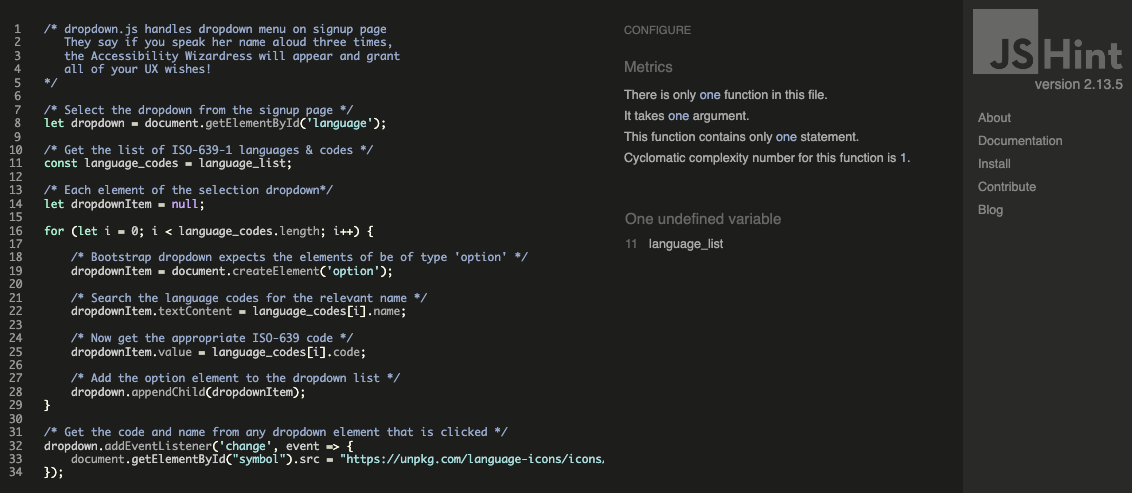 1 /* dropdown.js handles dropdown menu on signup page
2 They say if you speak her name aloud three times,
3 the Accessibility Wizardress will appear and grant
4 all of your UX wishes!
5 */
6
7 /* Select the dropdown from the signup page */
8 let dropdown = document.getElementById('language');
9
10 /* Get the list of ISO-639-1 languages & codes */
11 const language_codes = language_list;
12
13 /* Each element of the selection dropdown*/
14 let dropdownItem = null;
15
16 for (let i = 0; i < language_codes.length; i++) {
17
18 /* Bootstrap dropdown expects the elements of be of type 'option' */
19 dropdownItem = document.createElement('option');
20
21 /* Search the language codes for the relevant name */
22 dropdownItem.textContent = language_codes[i].name;
23
24 /* Now get the appropriate ISO-639 code */
25 dropdownItem.value = language_codes[i].code;
26
27 /* Add the option element to the dropdown list */
28 dropdown.appendChild(dropdownItem);
29 }
30
31 /* Get the code and name from any dropdown element that is clicked */
32 dropdown.addEventListener('change', event => {
33 document.getElementById("symbol").src = "https://unpkg.com/language-icons/icons/
34 });
CONFIGURE
Metrics
There is only one function in this file.
It takes one argument.
This function contains only one statement.
Cyclomatic complexity number for this function is 1.
One undefined variable
11 language_list
JSHint
version 2.13.5
About
Documentation
Install
Contribute
Blog